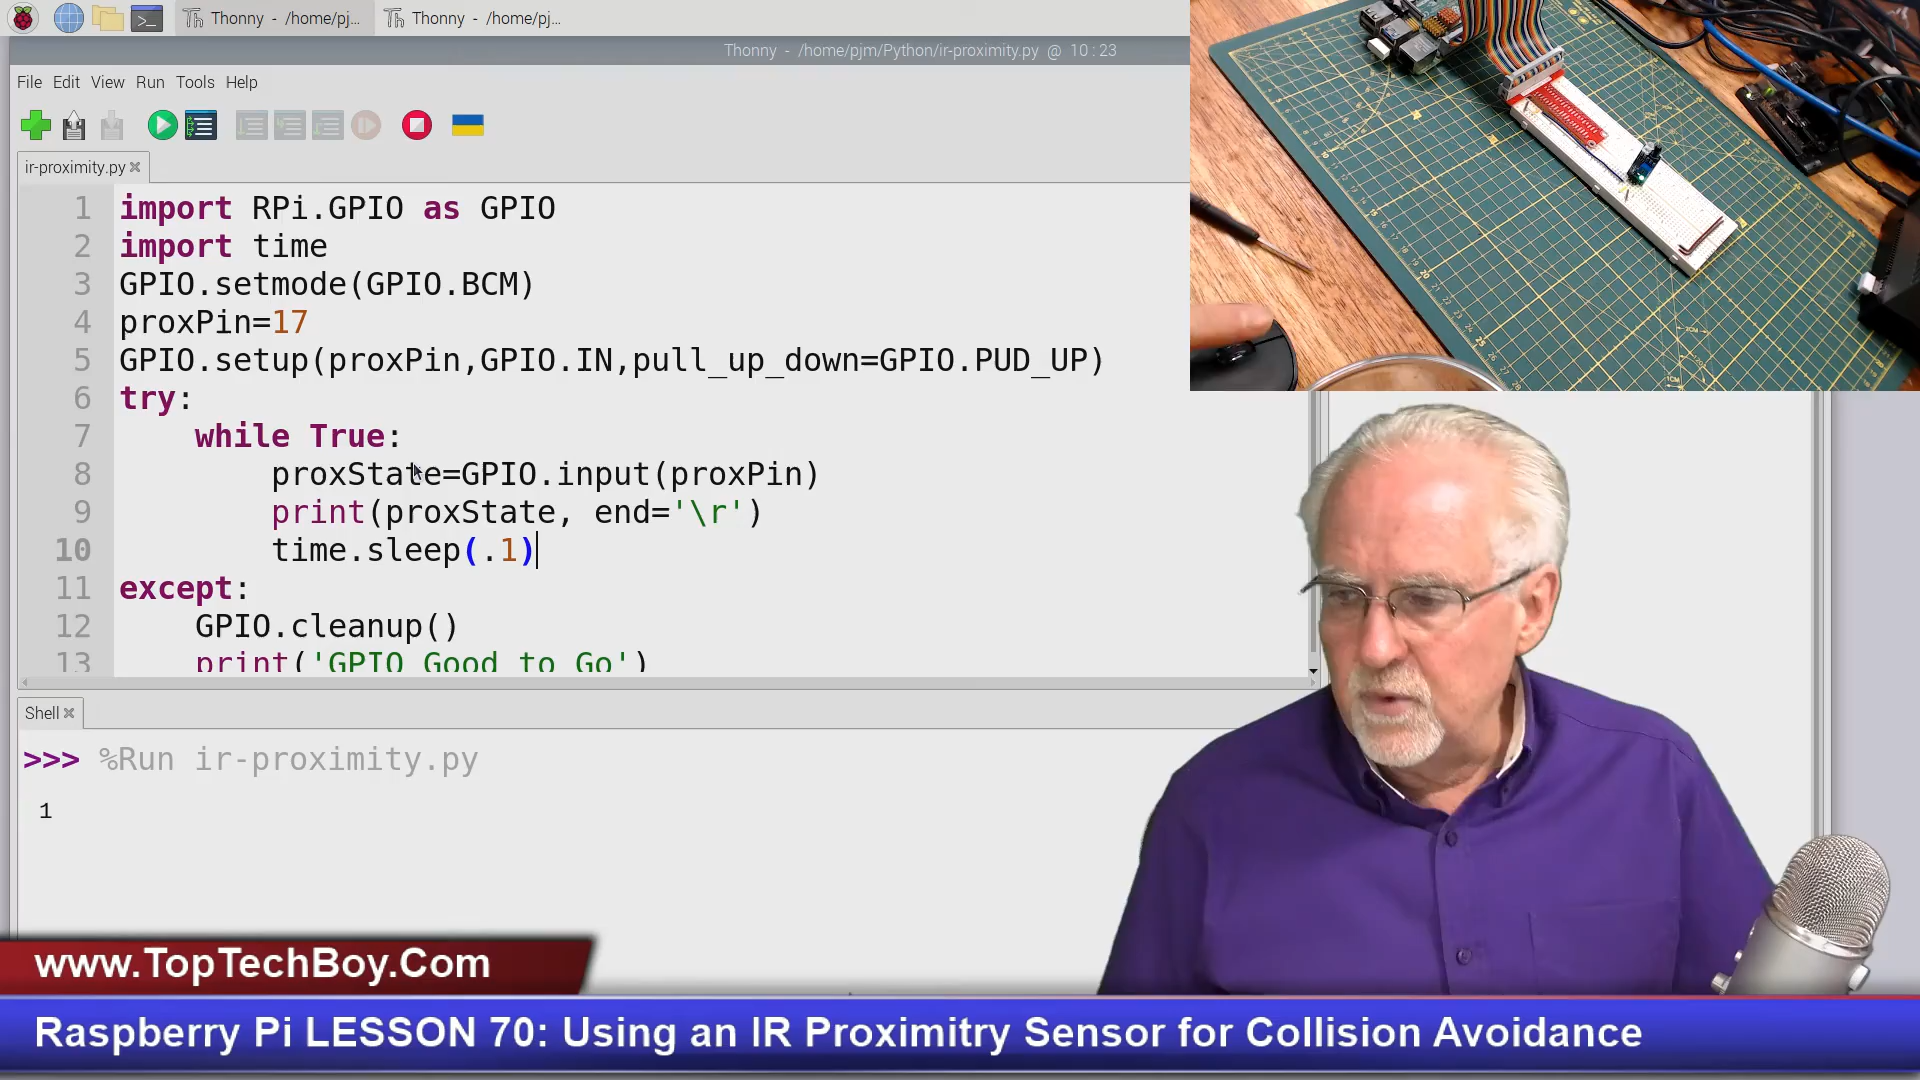 Thonny - /home/pj...
Thonny - /home/pj...
Thonny - /home/pjm/Python/ir-proximity.py @ 10 : 23
File Edit View Run Tools Help
ir-proximity.py
1 import RPi.GPIO as GPIO
2 import time
3 GPIO.setmode(GPIO.BCM)
4 proxPin=17
5 GPIO.setup(proxPin,GPIO.IN,pull_up_down=GPIO.PUD_UP)
6 try:
7 while True:
8 proxState=GPIO.input(proxPin)
9 print(proxState, end='\r')
10 time.sleep(.1)
11 except:
12 GPIO.cleanup()
13 print('GPIO Good to Go')
Shell
>>> %Run ir-proximity.py
1
www.TopTechBoy.Com
Raspberry Pi LESSON 70: Using an IR Proximitry Sensor for Collision Avoidance